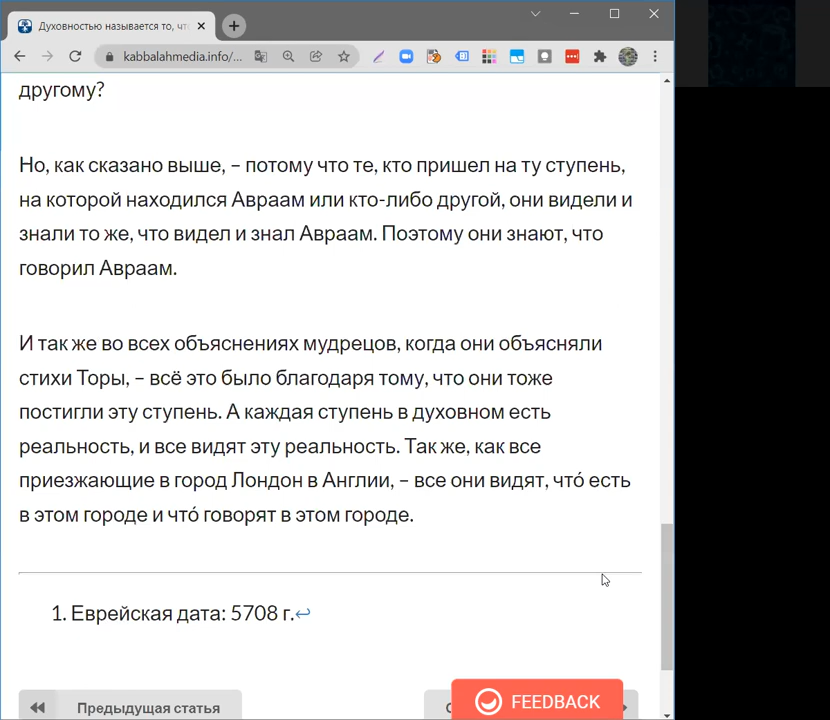 Духовностью называется то, чт
kabbalahmedia.info/...
другому?
Но, как сказано выше, – потому что те, кто пришел на ту ступень,
на которой находился Авраам или кто-либо другой, они видели и
знали то же, что видел и знал Авраам. Поэтому они знают, что
говорил Авраам.
И так же во всех объяснениях мудрецов, когда они объясняли
стихи Торы, – всё это было благодаря тому, что они тоже
постигли эту ступень. А каждая ступень в духовном есть
реальность, и все видят эту реальность. Так же, как все
приезжающие в город Лондон в Англии, – все они видят, что́ есть
в этом городе и что́ говорят в этом городе.
1. Еврейская дата: 5708 г.↩
Предыдущая статья
FEEDBACK